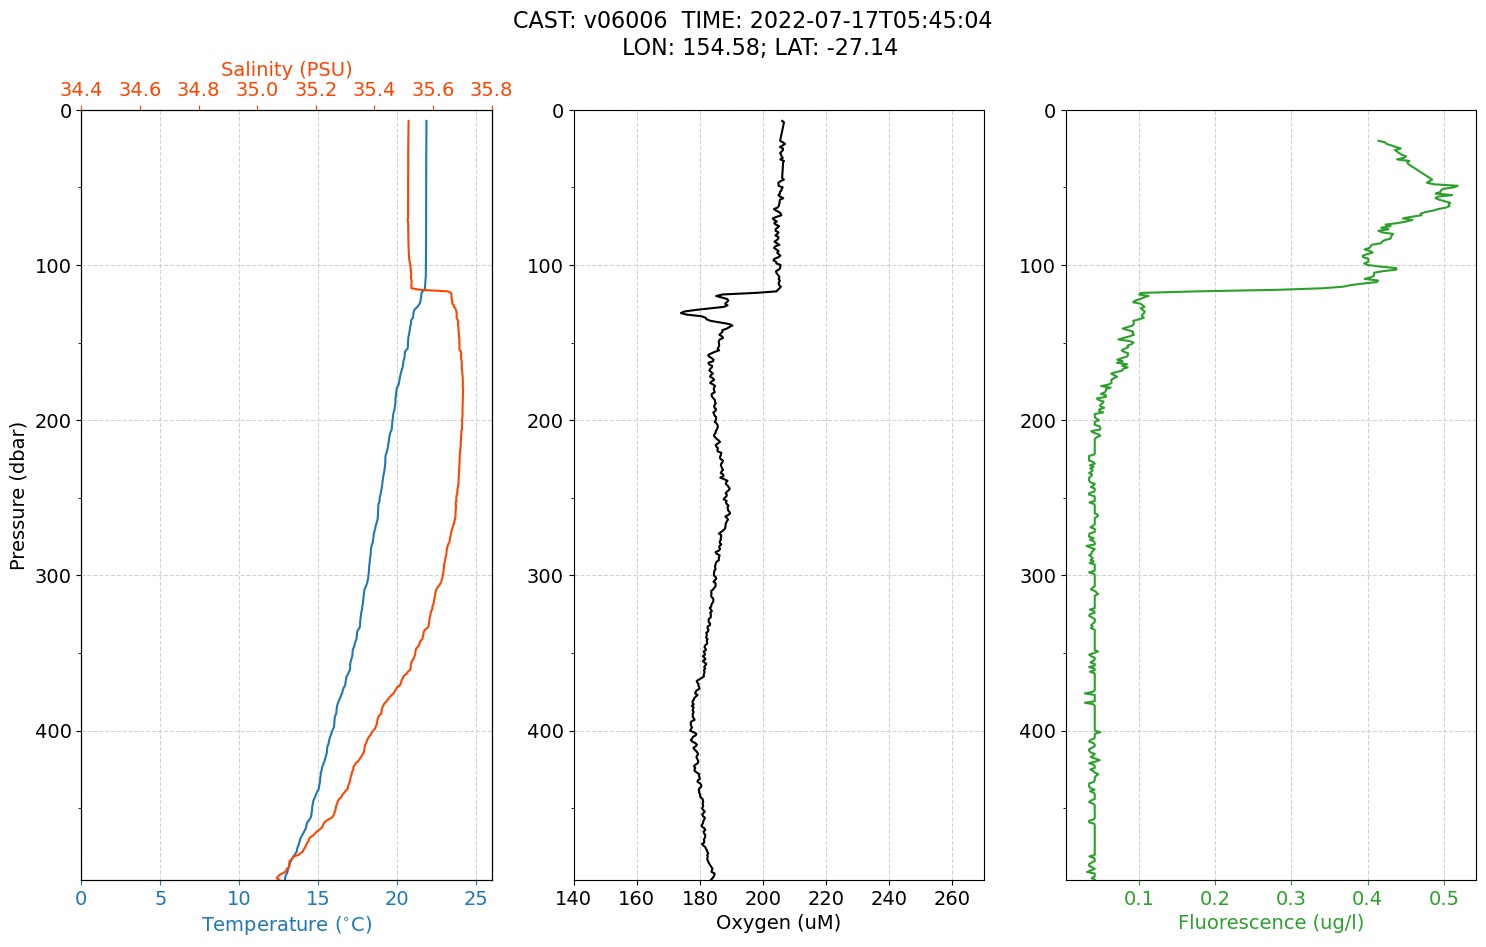 CAST: v06006  TIME: 2022-07-17T05:45:04
LON: 154.58; LAT: -27.14
Salinity (PSU)
34.4 34.6 34.8 35.0 35.2 35.4 35.6 35.8
0
100
200
300
400
Pressure (dbar)
0 5 10 15 20 25
Temperature (°C)
0
100
200
300
400
140 160 180 200 220 240 260
Oxygen (uM)
0
100
200
300
400
0.1 0.2 0.3 0.4 0.5
Fluorescence (ug/l)